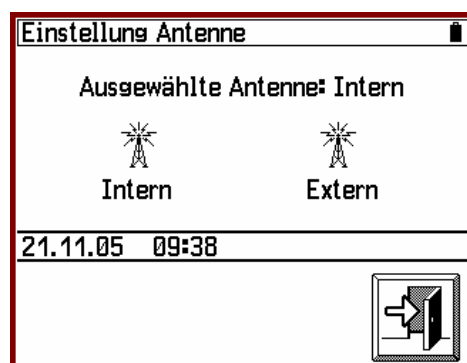 Einstellung Antenne
Ausgewählte Antenne: Intern
Intern Extern
21.11.05 09:38